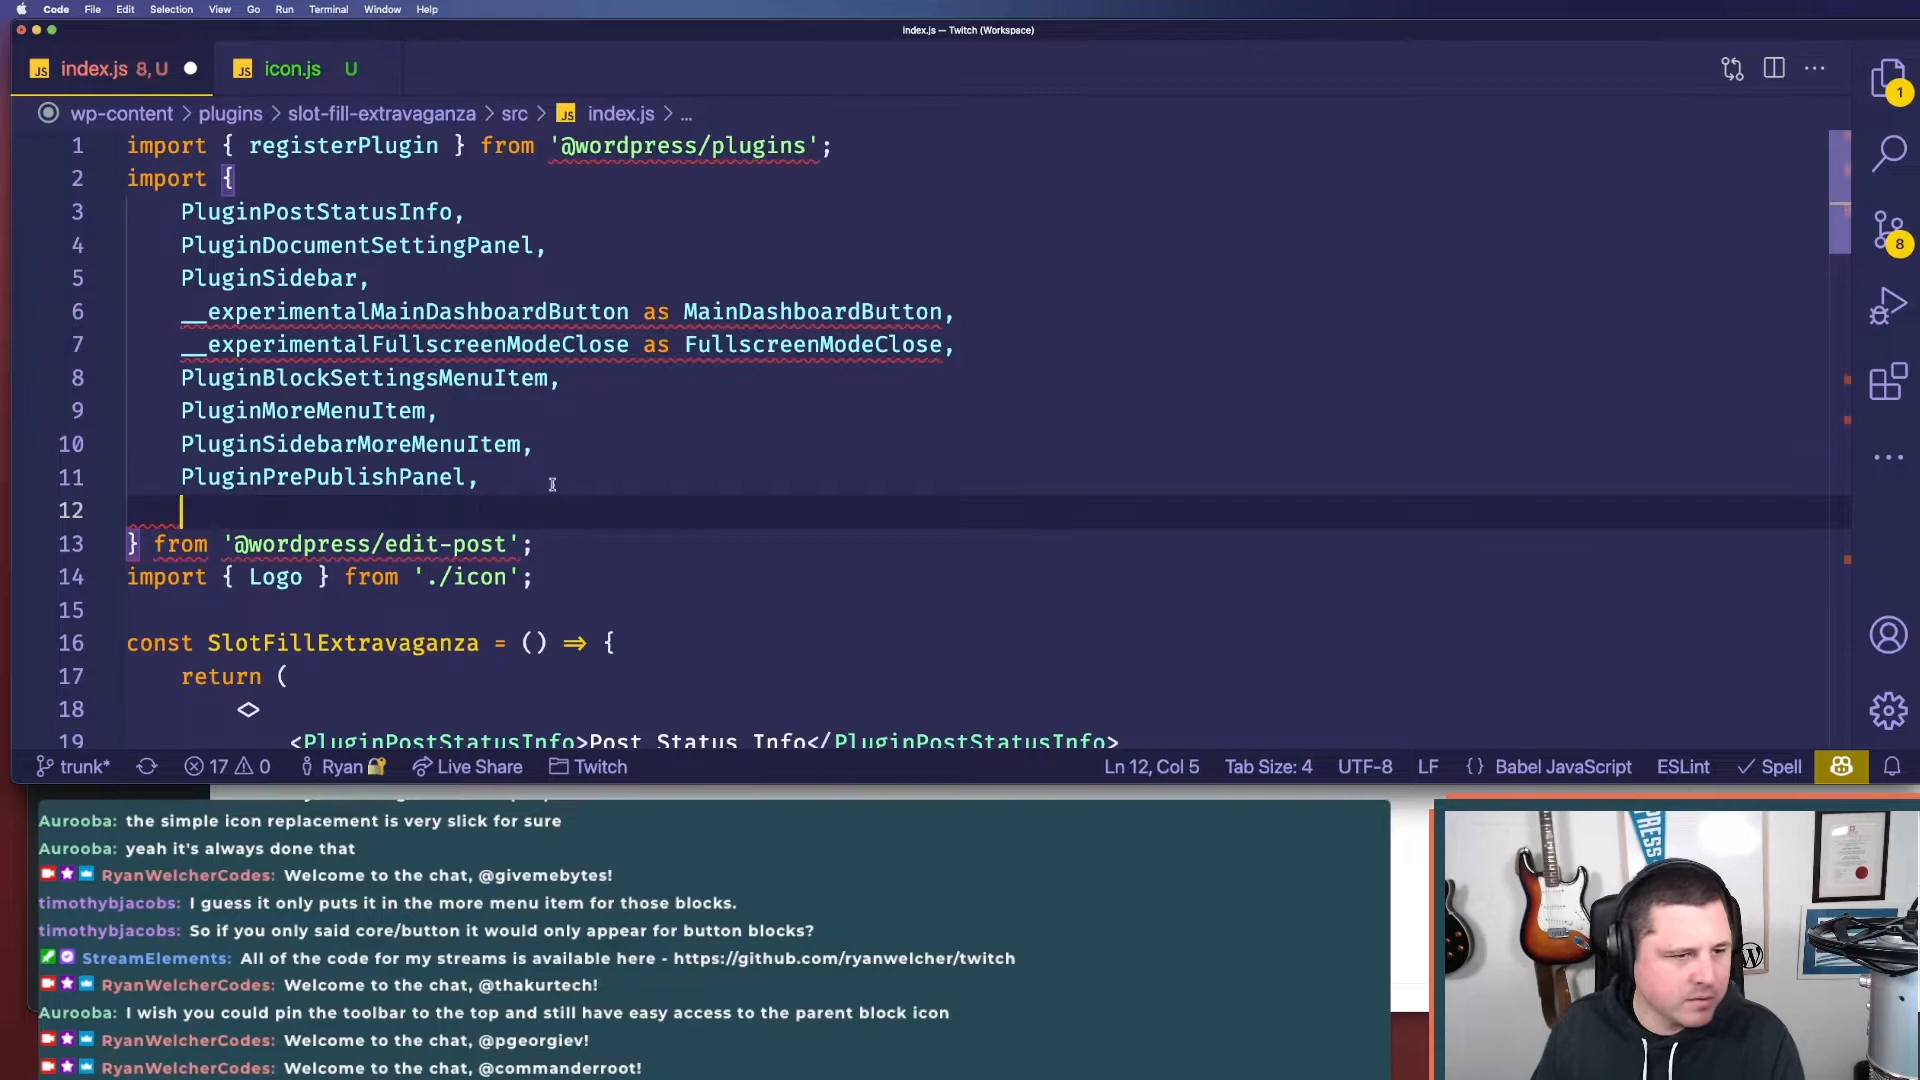 Code File Edit Selection View Go Run Terminal Window Help
index.js — Twitch (Workspace)
JS index.js 8, U JS icon.js U
wp-content > plugins > slot-fill-extravaganza > src > JS index.js > ...
1 import { registerPlugin } from '@wordpress/plugins';
2 import {
3 PluginPostStatusInfo,
4 PluginDocumentSettingPanel,
5 PluginSidebar,
6 __experimentalMainDashboardButton as MainDashboardButton,
7 __experimentalFullscreenModeClose as FullscreenModeClose,
8 PluginBlockSettingsMenuItem,
9 PluginMoreMenuItem,
10 PluginSidebarMoreMenuItem,
11 PluginPrePublishPanel,
12
13 } from '@wordpress/edit-post';
14 import { Logo } from './icon';
15
16 const SlotFillExtravaganza = () => {
17 return (
18 <>
19 <PluginPostStatusInfo>Post Status Info</PluginPostStatusInfo>
1
8
trunk* 17 0 Ryan Live Share Twitch Ln 12, Col 5 Tab Size: 4 UTF-8 LF {} Babel JavaScript ESLint Spell
Aurooba: the simple icon replacement is very slick for sure
Aurooba: yeah it's always done that
RyanWelcherCodes: Welcome to the chat, @givemebytes!
timothybjacobs: I guess it only puts it in the more menu item for those blocks.
timothybjacobs: So if you only said core/button it would only appear for button blocks?
StreamElements: All of the code for my streams is available here - https://github.com/ryanwelcher/twitch
RyanWelcherCodes: Welcome to the chat, @thakurtech!
Aurooba: I wish you could pin the toolbar to the top and still have easy access to the parent block icon
RyanWelcherCodes: Welcome to the chat, @pgeorgiev!
RyanWelcherCodes: Welcome to the chat, @commanderroot!
PRESS